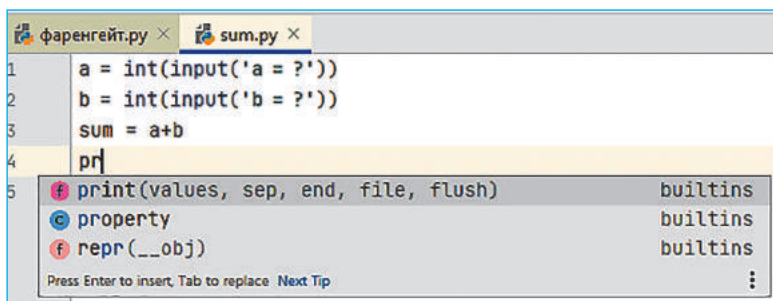 фаренгейт.py × sum.py ×
1 a = int(input('a = ?'))
2 b = int(input('b = ?'))
3 sum = a+b
4 pr
5 f print(values, sep, end, file, flush) builtins
c property builtins
f repr(__obj) builtins
Press Enter to insert, Tab to replace Next Tip